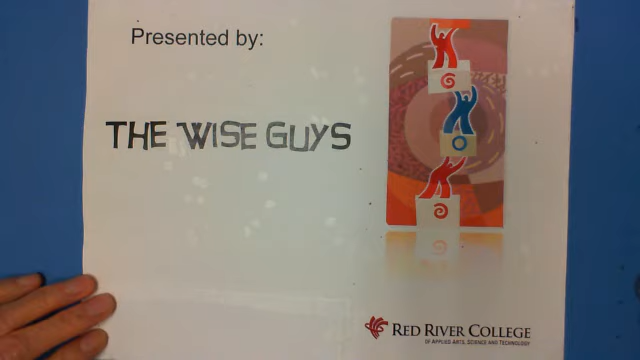 Presented by:
THE WISE GUYS
RED RIVER COLLEGE
OF APPLIED ARTS, SCIENCE AND TECHNOLOGY